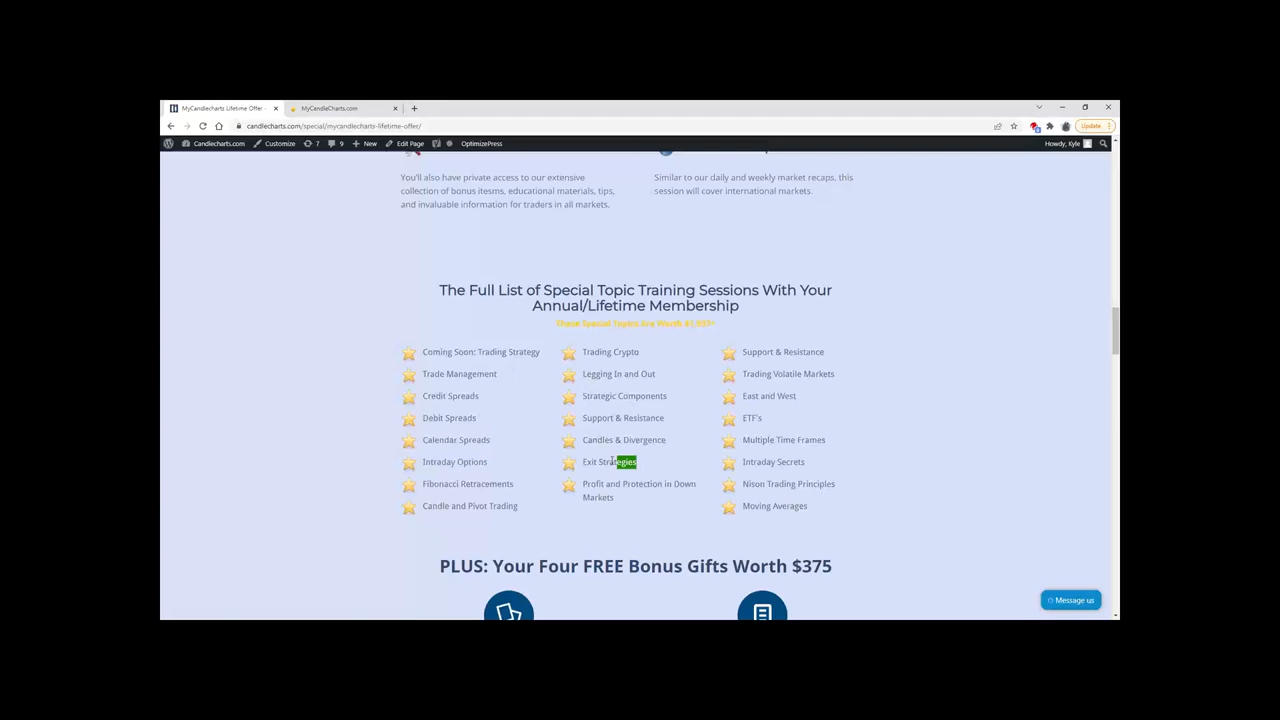 MyCandlecharts Lifetime Offer
MyCandleCharts.com
candlecharts.com/special/mycandlecharts-lifetime-offer/
Update
Candlecharts.com
Customize
7
9
New
Edit Page
OptimizePress
Howdy, Kyle
You'll also have private access to our extensive
collection of bonus itesms, educational materials, tips,
and invaluable information for traders in all markets.
Similar to our daily and weekly market recaps, this
session will cover international markets.
The Full List of Special Topic Training Sessions With Your
Annual/Lifetime Membership
These Special Topics Are Worth
Coming Soon: Trading Strategy
Trade Management
Credit Spreads
Debit Spreads
Calendar Spreads
Intraday Options
Fibonacci Retracements
Candle and Pivot Trading
Trading Crypto
Legging In and Out
Strategic Components
Support & Resistance
Candles & Divergence
Exit Strategies
Profit and Protection in Down
Markets
Support & Resistance
Trading Volatile Markets
East and West
ETF's
Multiple Time Frames
Intraday Secrets
Nison Trading Principles
Moving Averages
PLUS: Your Four FREE Bonus Gifts Worth $375
Message us